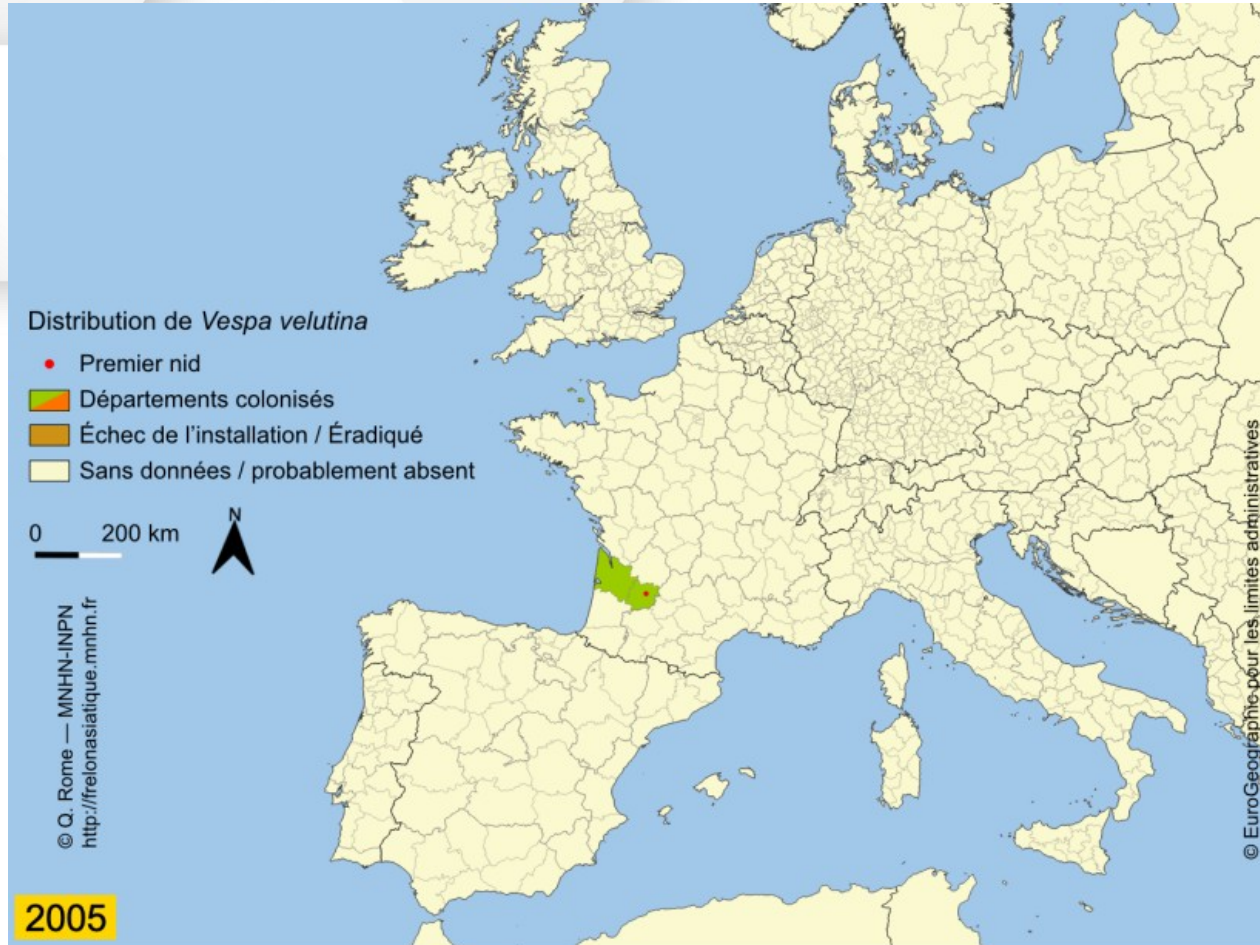 Distribution de Vespa velutina
Premier nid
Départements colonisés
Échec de l'installation / Éradiqué
Sans données / probablement absent
0 200 km
N
© Q. Rome — MNHN-INPN
http://frelonasiatique.mnhn.fr
© EuroGeographic pour les limites administratives
2005